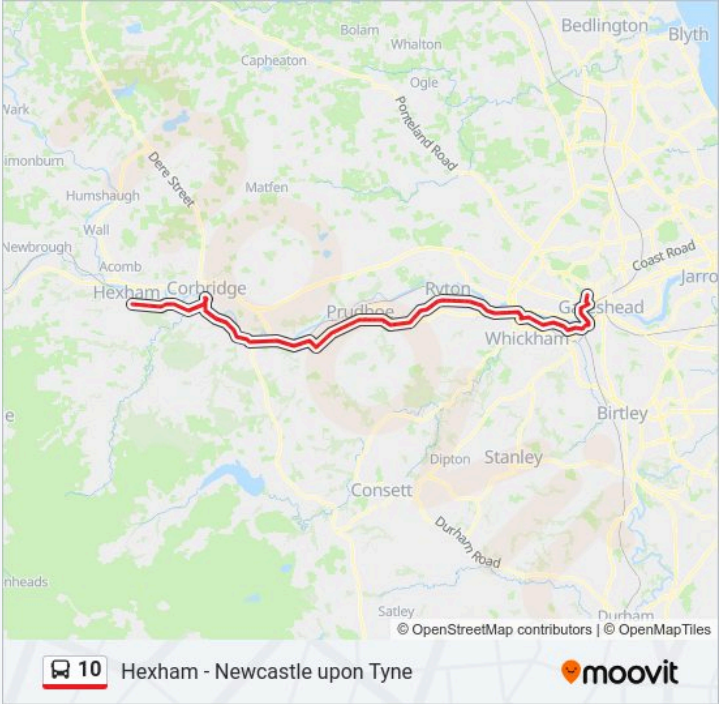 Bedlington
Bolam
Blyth
Whalton
Capheaton
Ogle
Wark
Ponteland Road
imonburn
Dere Street
Matfen
Humshaugh
Wall
Newbrough
Coast Road
Acomb
Jarro
Hexham
Corbridge
Ryton
Prudhoe
Gateshead
Whickham
e
Birtley
Dipton
Stanley
Consett
Durham Road
nheads
Satley
Durham
© OpenStreetMap contributors | © OpenMapTiles
10 Hexham - Newcastle upon Tyne
moovit